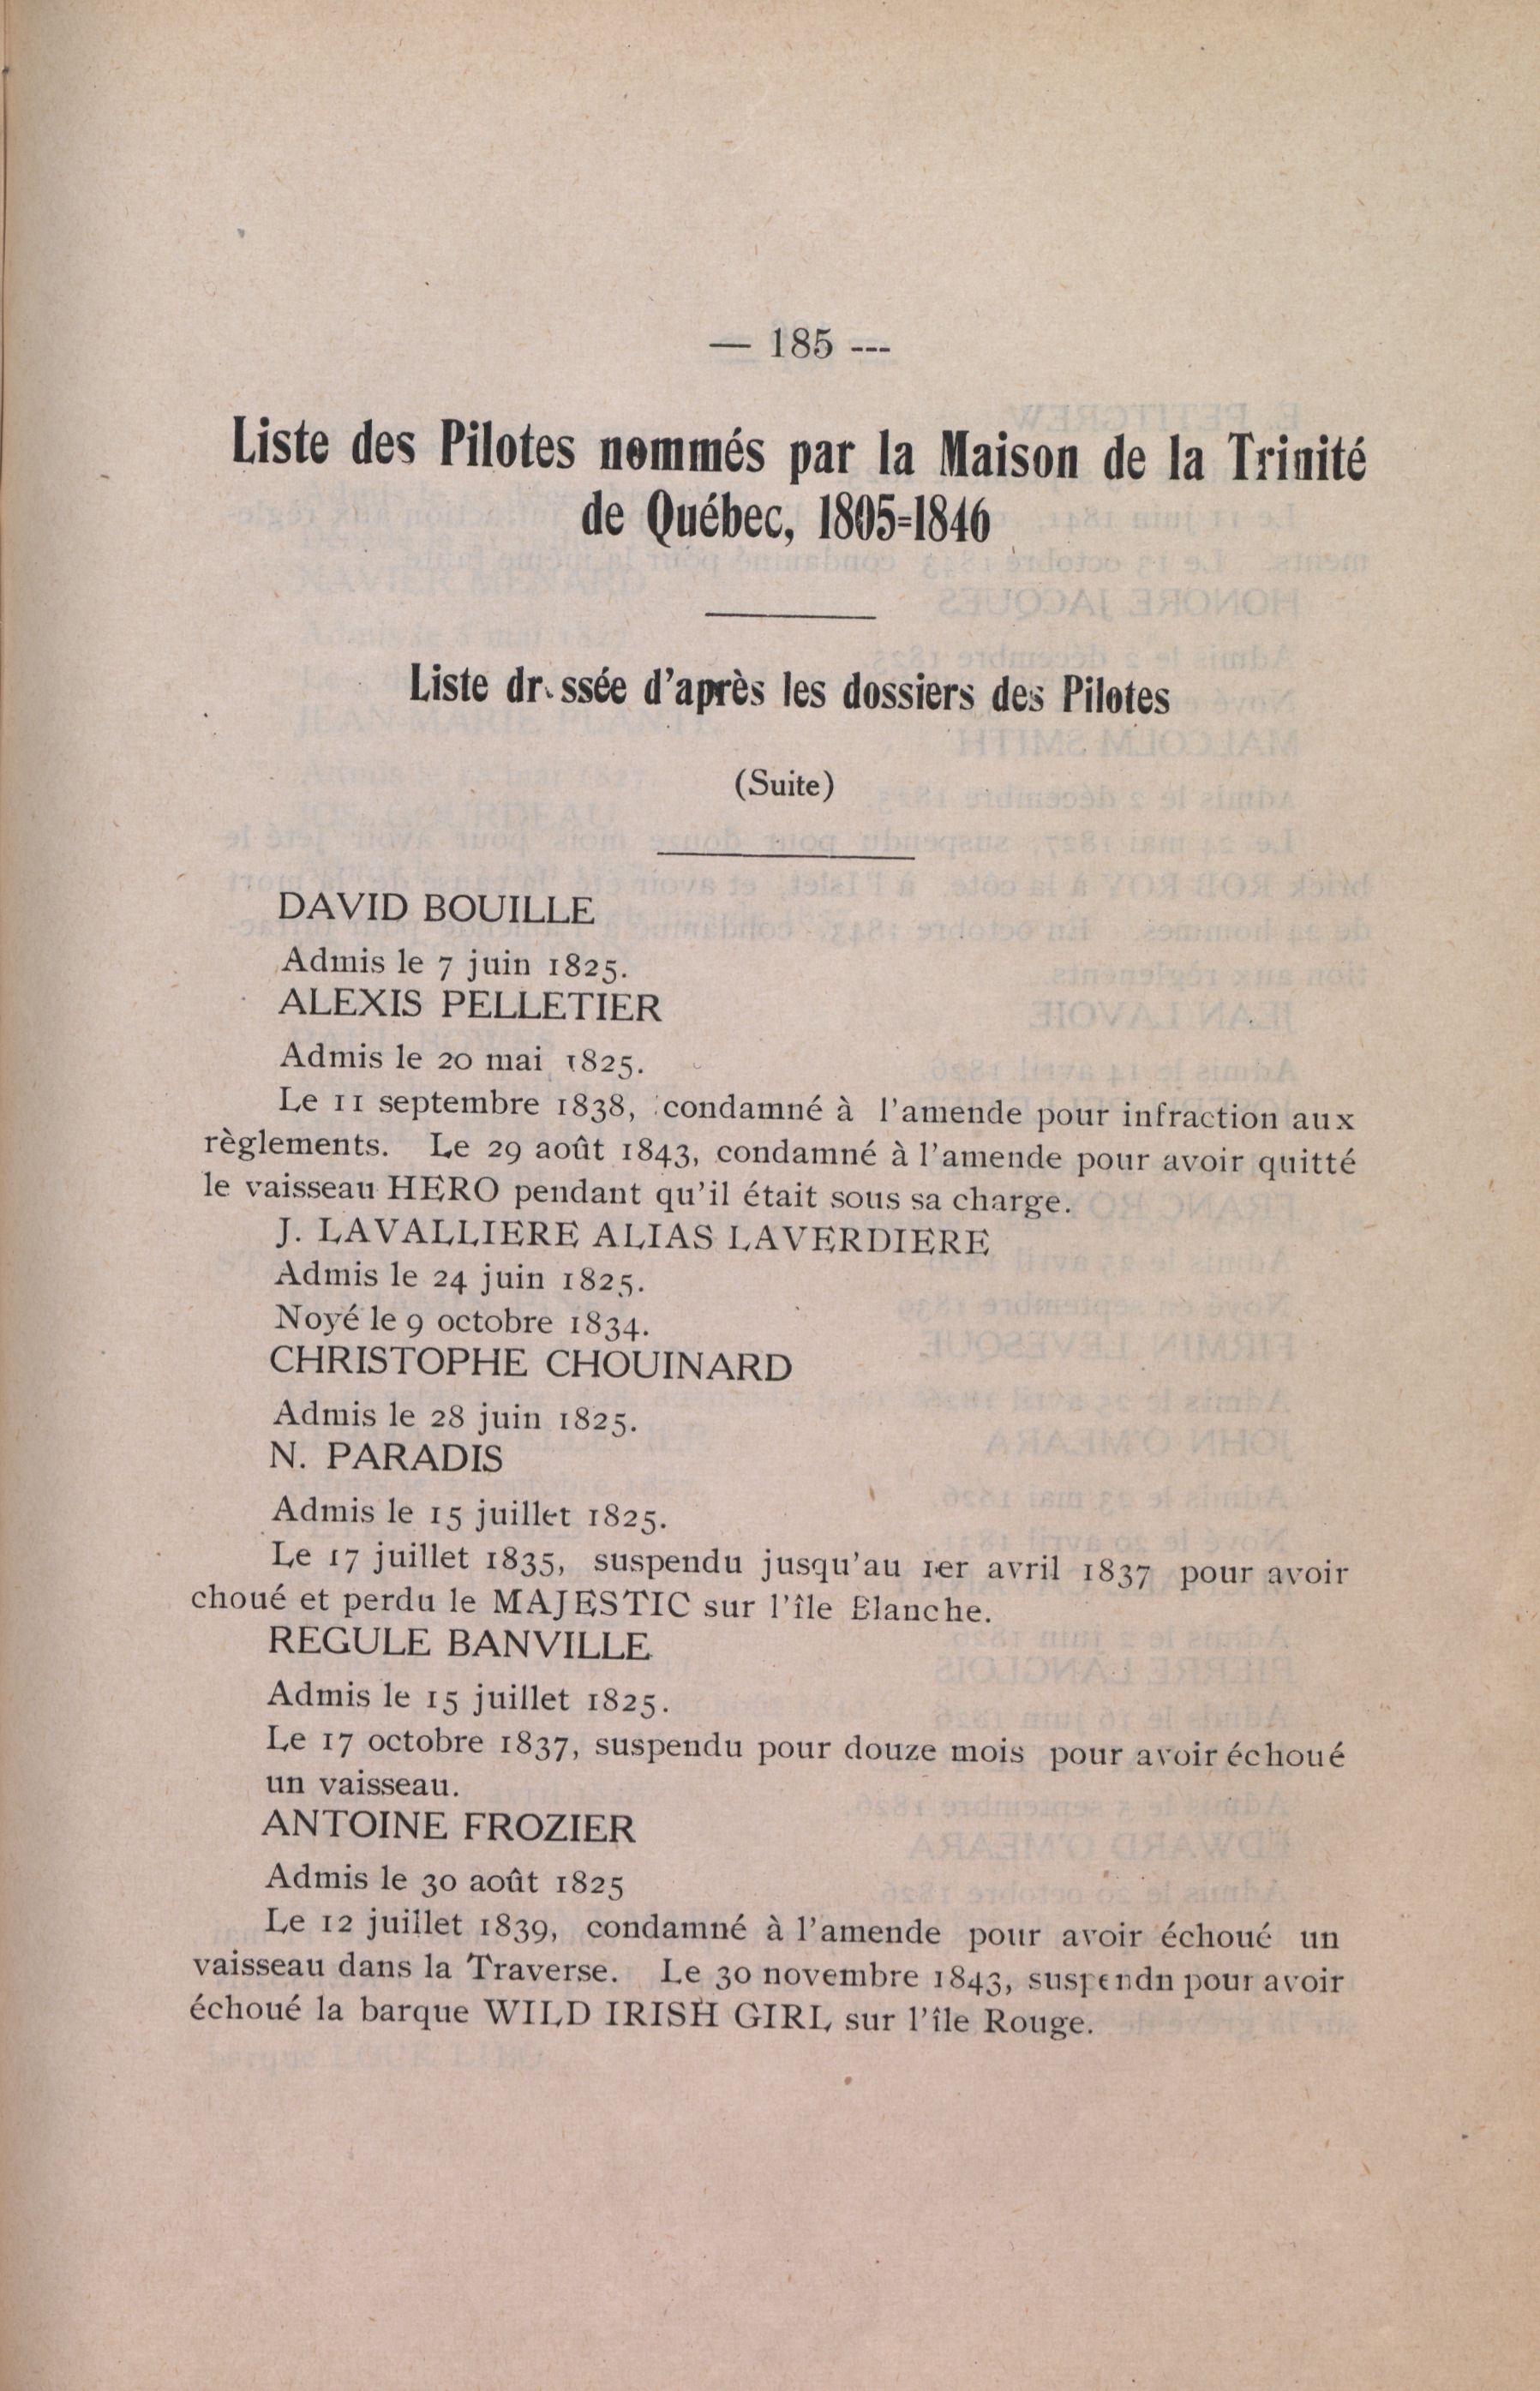 — 185 ---
Liste des Pilotes nommés par la Maison de la Trinité
de Québec, 1805-1846
Liste dr ssée d'après les dossiers des Pilotes
(Suite)
DAVID BOUILLE
Admis le 7 juin 1825.
ALEXIS PELLETIER
Admis le 20 mai 1825.
Le 11 septembre 1838, condamné à l'amende pour infraction aux
règlements. Le 29 août 1843, condamné à l'amende pour avoir quitté
le vaisseau HERO pendant qu'il était sous sa charge.
J. LAVALLIERE ALIAS LAVERDIERE
Admis le 24 juin 1825.
Noyé le 9 octobre 1834.
CHRISTOPHE CHOUINARD
Admis le 28 juin 1825.
N. PARADIS
Admis le 15 juillet 1825.
Le 17 juillet 1835, suspendu jusqu'au 1er avril 1837 pour avoir
choué et perdu le MAJESTIC sur l'île Blanche.
REGULE BANVILLE
Admis le 15 juillet 1825.
Le 17 octobre 1837, suspendu pour douze mois pour avoir échoué
un vaisseau.
ANTOINE FROZIER
Admis le 30 août 1825
Le 12 juillet 1839, condamné à l'amende pour avoir échoué un
vaisseau dans la Traverse. Le 30 novembre 1843, suspendn pour avoir
échoué la barque WILD IRISH GIRL sur l'île Rouge.